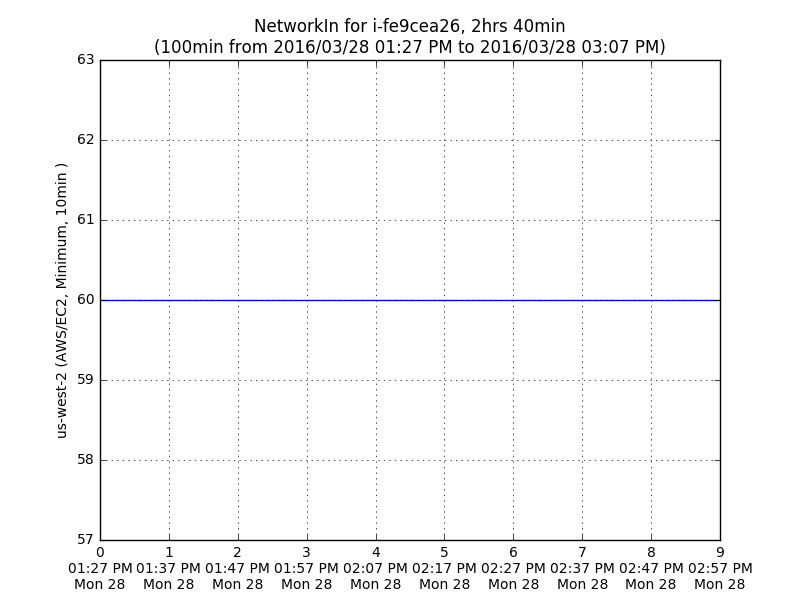 NetworkIn for i-fe9cea26, 2hrs 40min
(100min from 2016/03/28 01:27 PM to 2016/03/28 03:07 PM)
us-west-2 (AWS/EC2, Minimum, 10min )
63
62
61
60
59
58
57
0 1 2 3 4 5 6 7 8 9
01:27 PM 01:37 PM 01:47 PM 01:57 PM 02:07 PM 02:17 PM 02:27 PM 02:37 PM 02:47 PM 02:57 PM
Mon 28 Mon 28 Mon 28 Mon 28 Mon 28 Mon 28 Mon 28 Mon 28 Mon 28 Mon 28